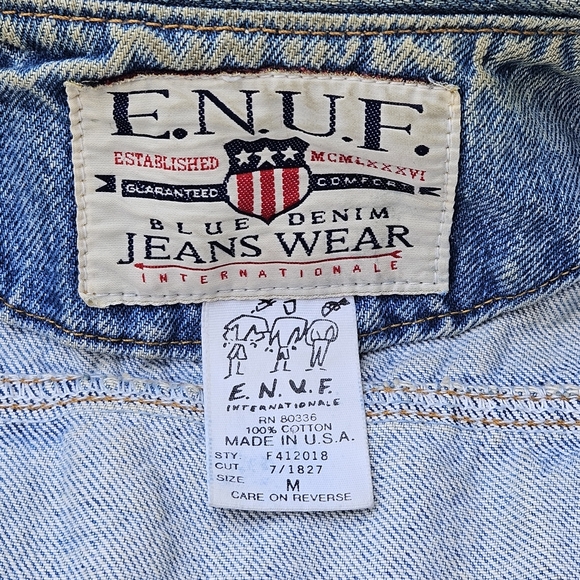 E.N.U.F.
ESTABLISHED MCMLXXXVI
GUARANTEED COMFORT
BLUE DENIM
JEANS WEAR
INTERNATIONALE
E.N.U.F.
INTERNATIONALE
RN 80336
100% COTTON
MADE IN U.S.A.
STY: F412018
CUT 7/1827
SIZE M
CARE ON REVERSE